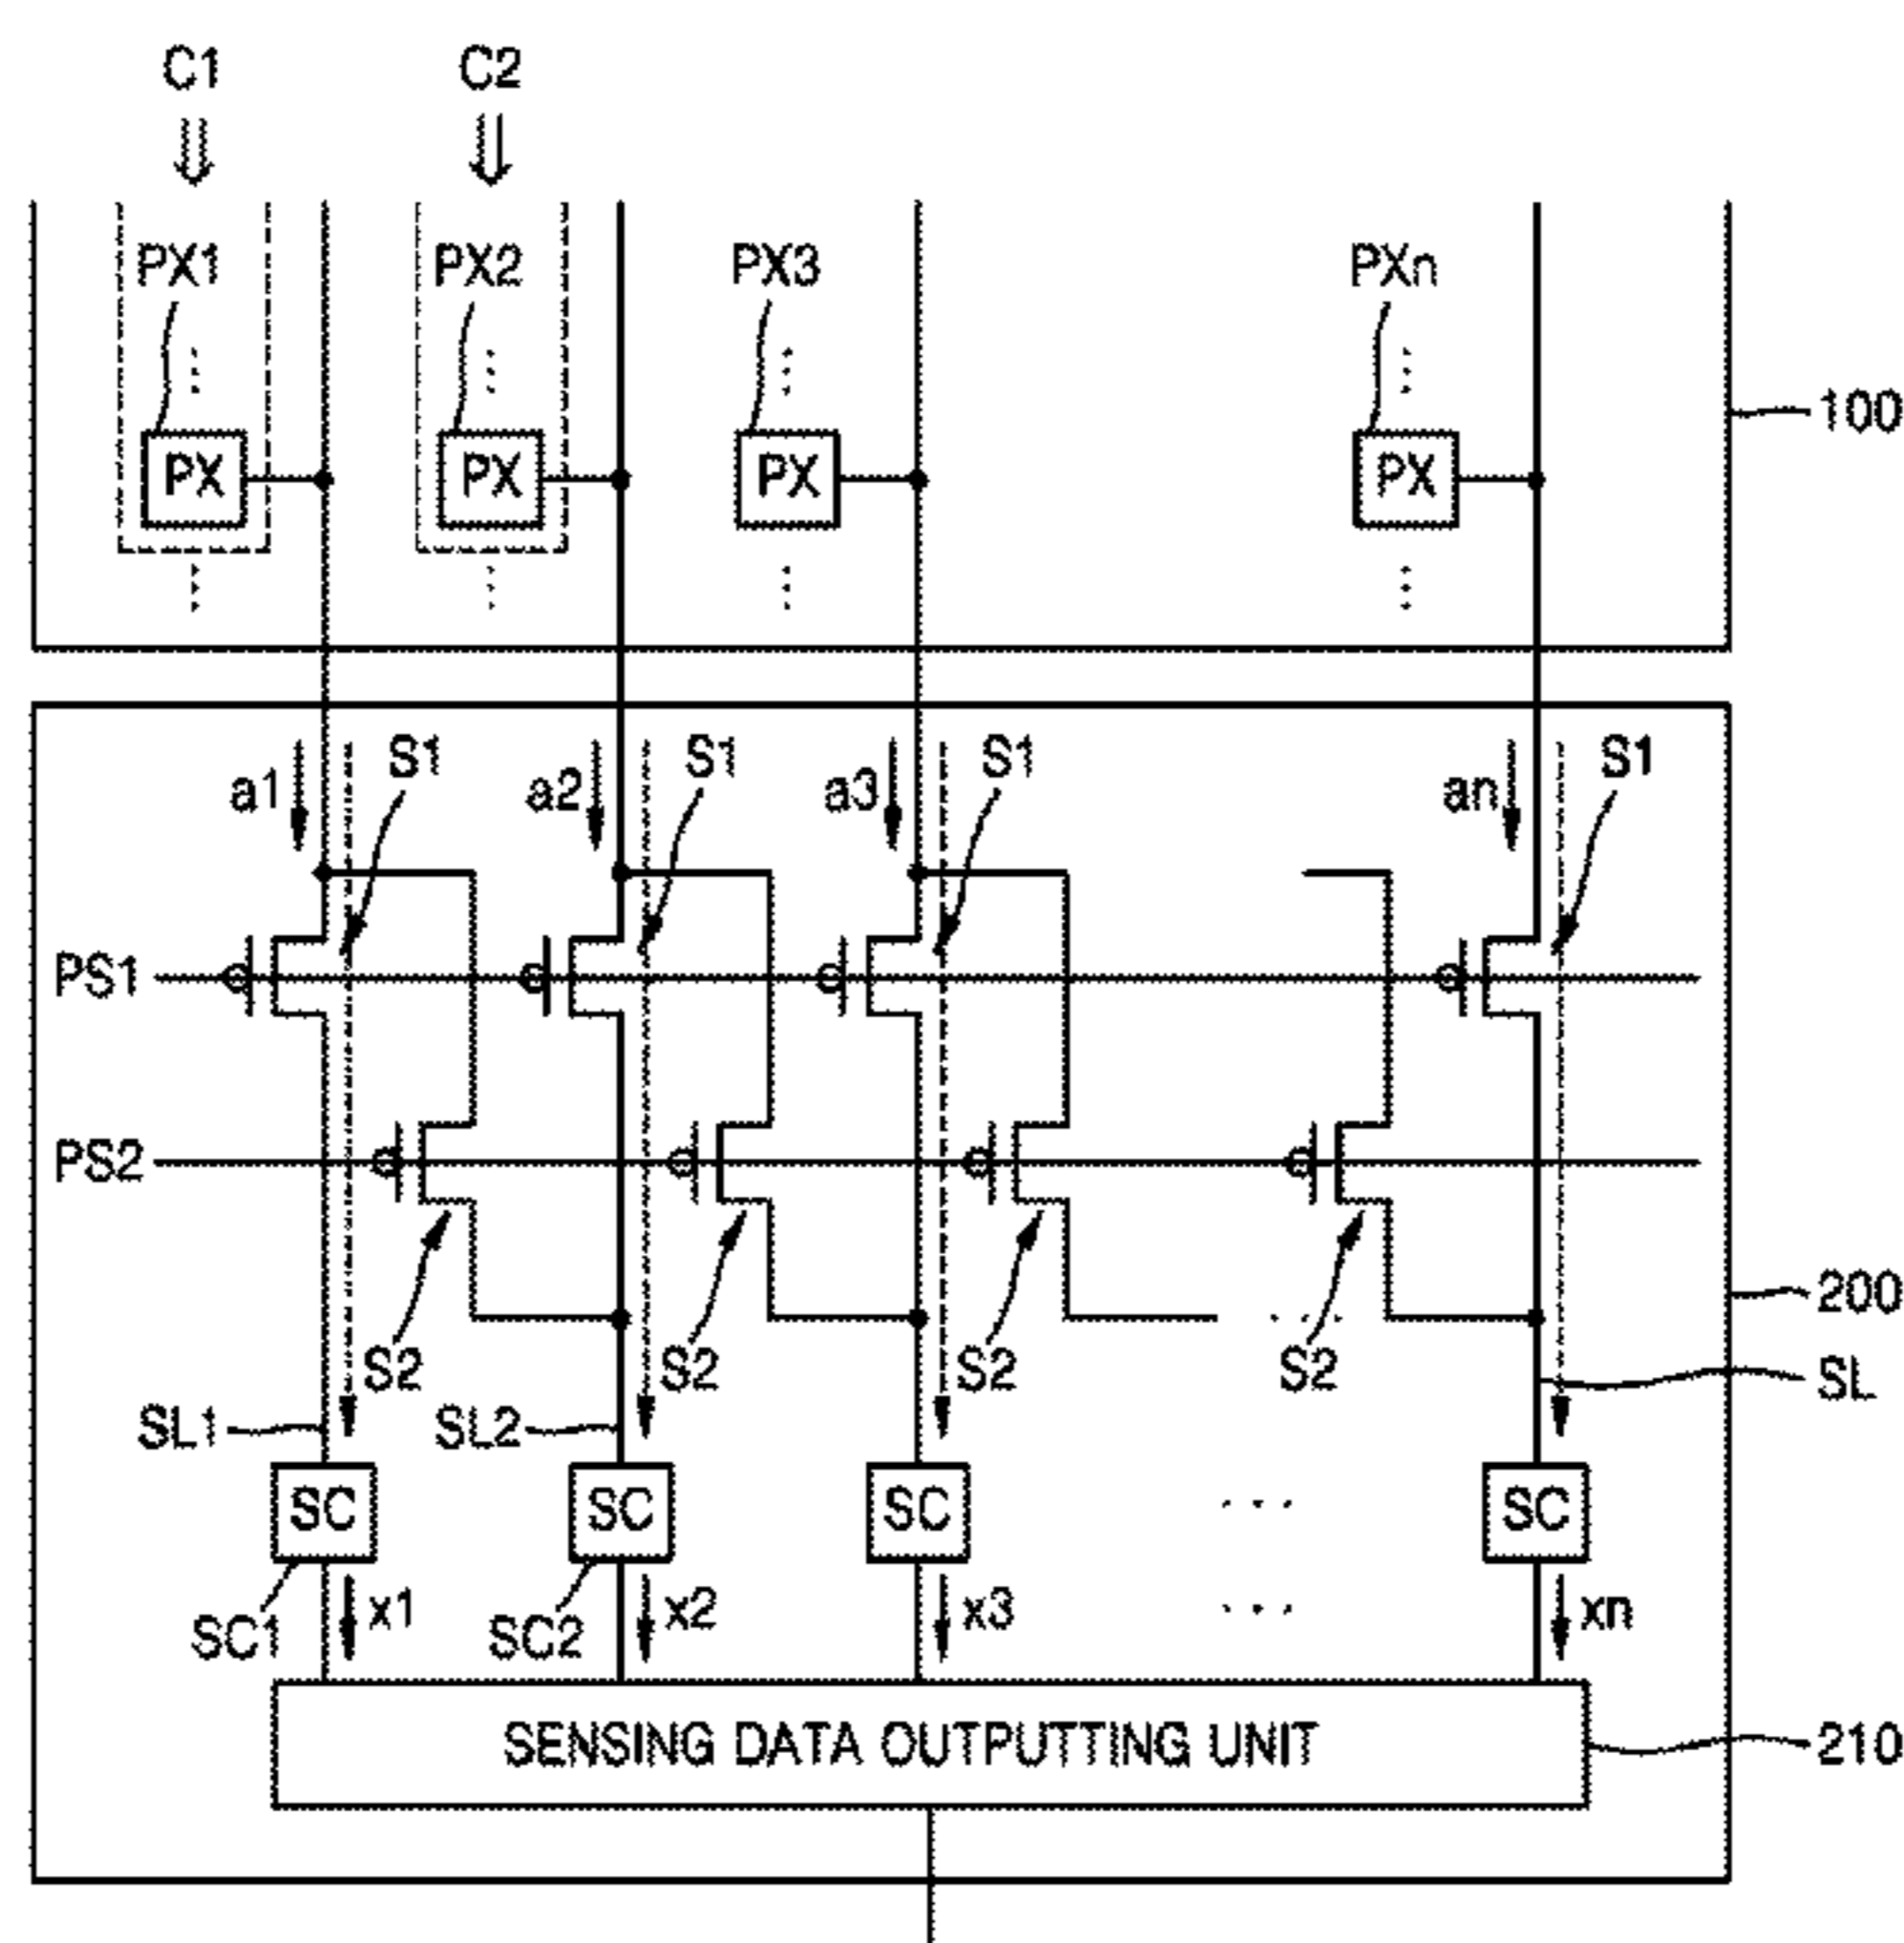 C1 C2
PX1 PX2 PX3 PXn
100
PX PX PX PX
a1 S1 a2 S1 a3 S1 an S1
PS1
PS2
200
S2 S2 S2 S2
SL
SL1 SL2
SC SC SC SC
x1 x2 x3 xn
SC1 SC2
SENSING DATA OUTPUTTING UNIT
210